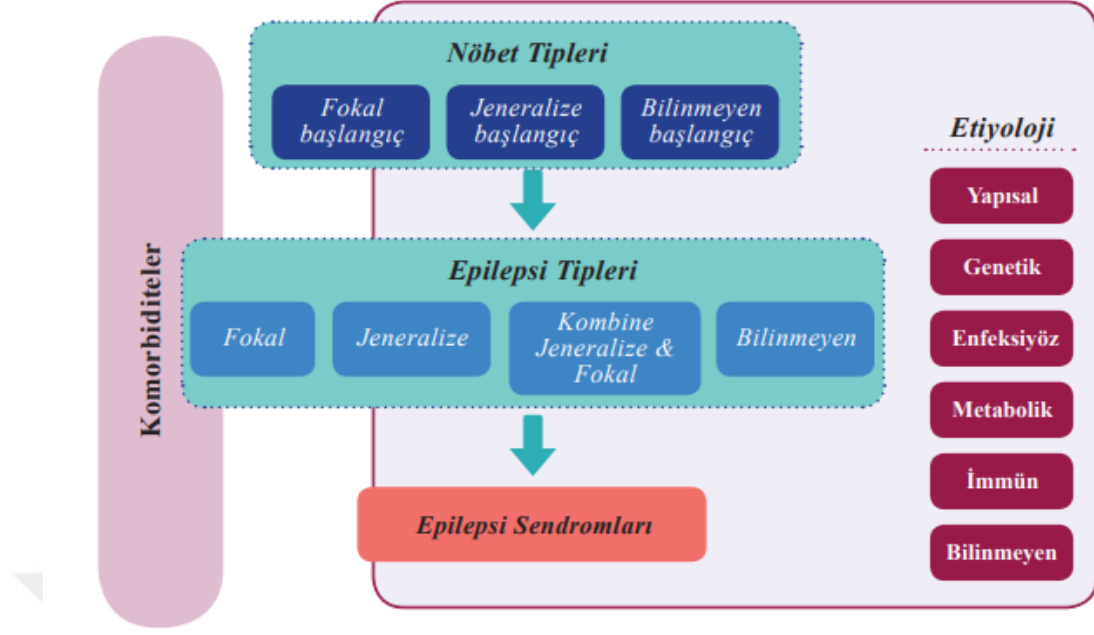 Komorbiditeler
Nöbet Tipleri
Fokal
başlangıç
Jeneralize
başlangıç
Bilinmeyen
başlangıç
Epilepsi Tipleri
Fokal
Jeneralize
Kombine
Jeneralize &
Fokal
Bilinmeyen
Epilepsi Sendromları
Etiyoloji
Yapısal
Genetik
Enfeksiyöz
Metabolik
İmmün
Bilinmeyen